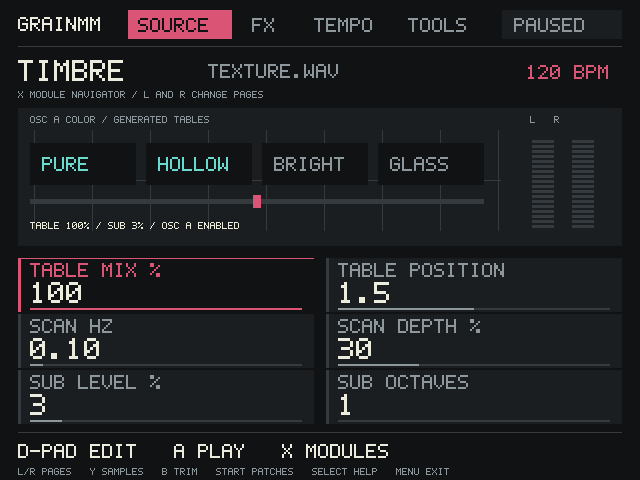 GRAINMM SOURCE FX TEMPO TOOLS PAUSED
TIMBRE TEXTURE.WAV 120 BPM
X MODULE NAVIGATOR / L AND R CHANGE PAGES
OSC A COLOR / GENERATED TABLES L R
PURE HOLLOW BRIGHT GLASS
TABLE 100% / SUB 3% / OSC A ENABLED
TABLE MIX % TABLE POSITION
100 1.5
SCAN HZ SCAN DEPTH %
0.10 30
SUB LEVEL % SUB OCTAVES
3 1
D-PAD EDIT A PLAY X MODULES
L/R PAGES Y SAMPLES B TRIM START PATCHES SELECT HELP MENU EXIT